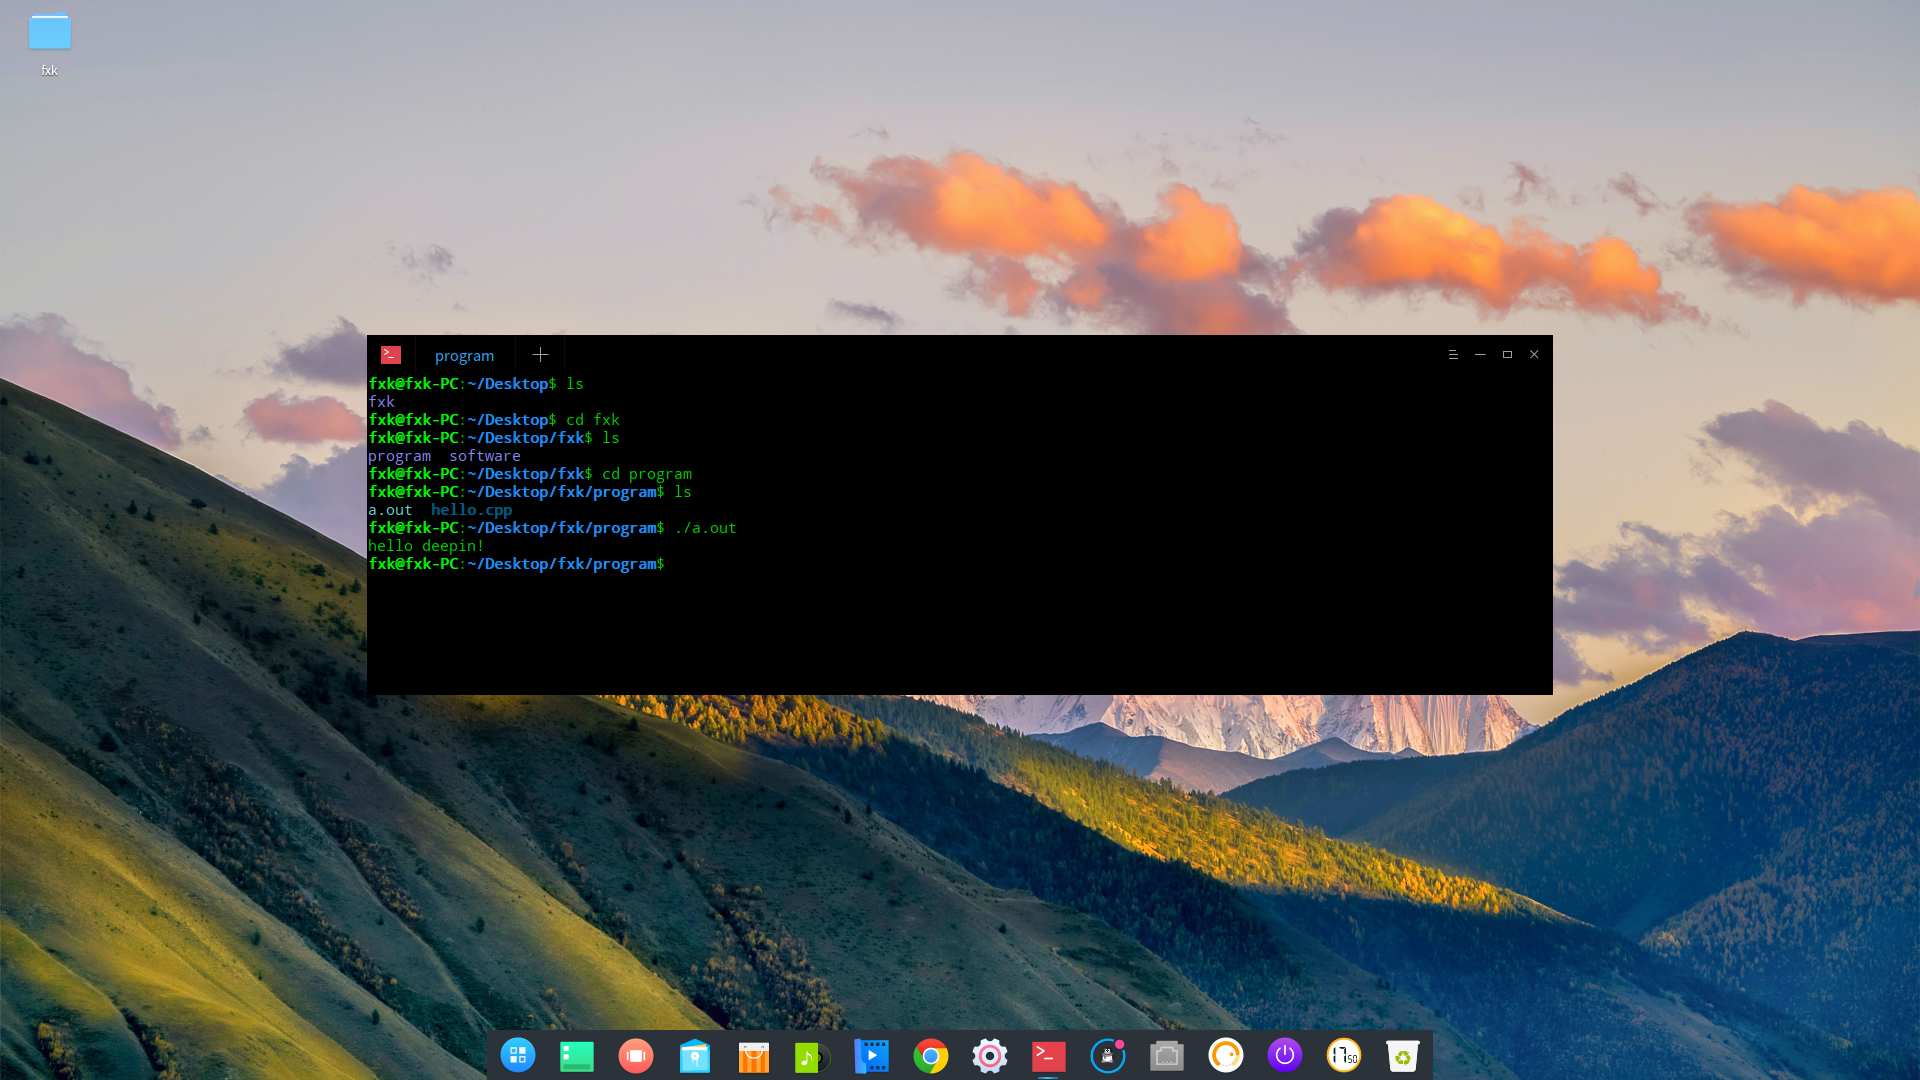 fxk
program
fxk@fxk-PC:~/Desktop$ ls
fxk
fxk@fxk-PC:~/Desktop$ cd fxk
fxk@fxk-PC:~/Desktop/fxk$ ls
program  software
fxk@fxk-PC:~/Desktop/fxk$ cd program
fxk@fxk-PC:~/Desktop/fxk/program$ ls
a.out  hello.cpp
fxk@fxk-PC:~/Desktop/fxk/program$ ./a.out
hello deepin!
fxk@fxk-PC:~/Desktop/fxk/program$
17 50